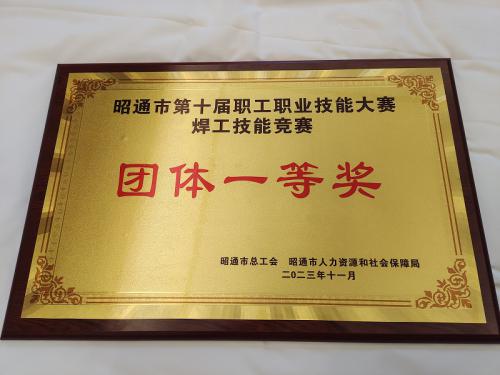 昭通市第十届职工职业技能大赛
焊工技能竞赛
团体一等奖
昭通市总工会 昭通市人力资源和社会保障局
二0二三年十一月